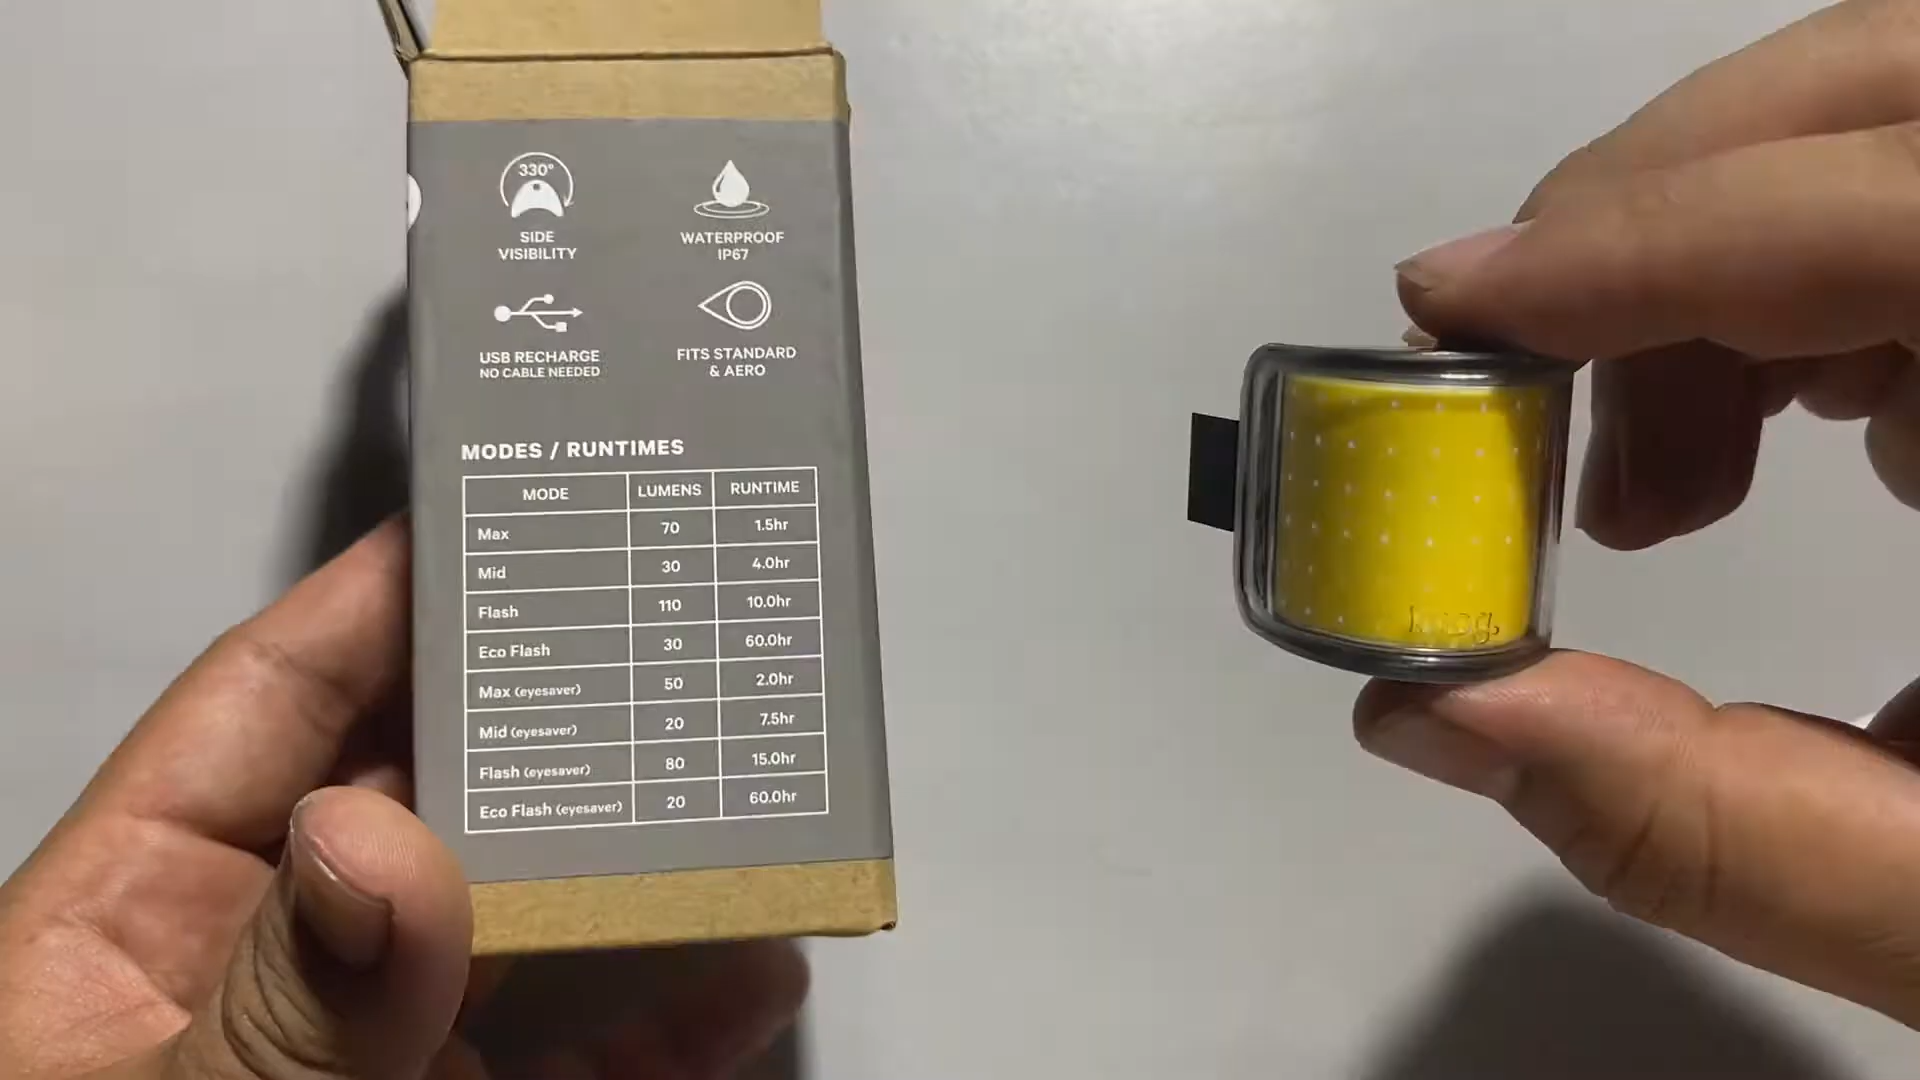 330°
SIDE
VISIBILITY
WATERPROOF
IP67
USB RECHARGE
NO CABLE NEEDED
FITS STANDARD
& AERO
MODES / RUNTIMES
MODE LUMENS RUNTIME
Max 70 1.5hr
Mid 30 4.0hr
Flash 110 10.0hr
Eco Flash 30 60.0hr
Max (eyesaver) 50 2.0hr
Mid (eyesaver) 20 7.5hr
Flash (eyesaver) 80 15.0hr
Eco Flash (eyesaver) 20 60.0hr